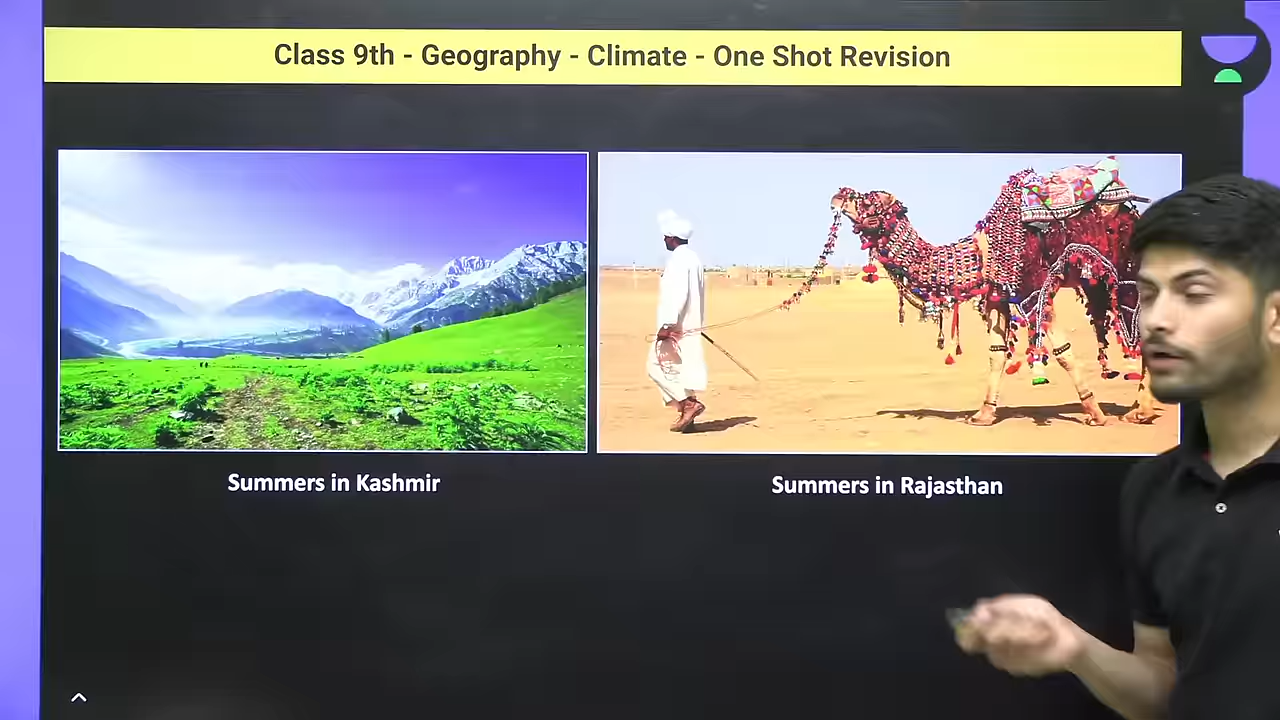 Class 9th - Geography - Climate - One Shot Revision
Summers in Kashmir
Summers in Rajasthan